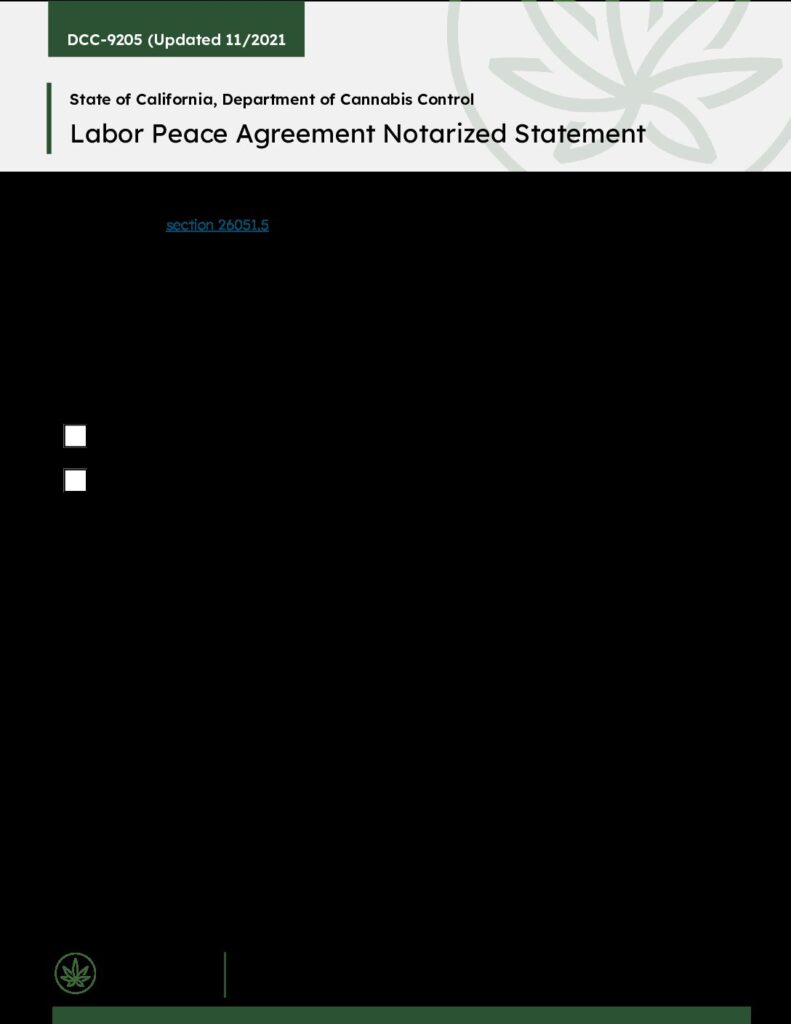 DCC-9205 (Updated 11/2021
State of California, Department of Cannabis Control
Labor Peace Agreement Notarized Statement
section 26051.5